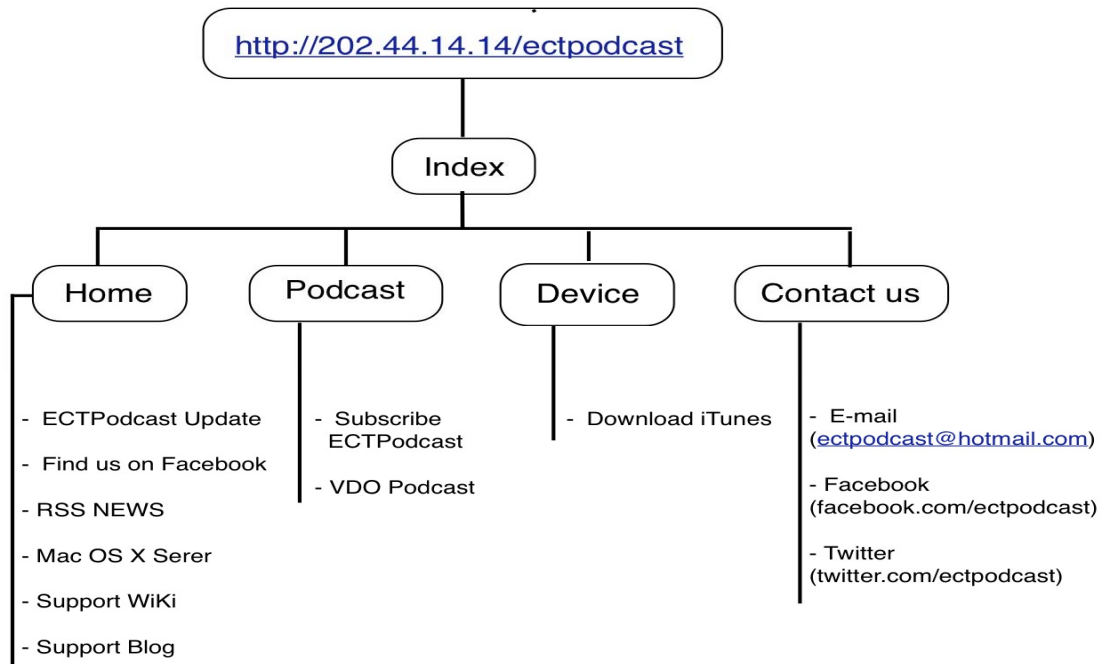 http://202.44.14.14/ectpodcast
Index
Home
Podcast
Device
Contact us
- ECTPodcast Update
- Find us on Facebook
- RSS NEWS
- Mac OS X Serer
- Support WiKi
- Support Blog
- Subscribe
ECTPodcast
- VDO Podcast
- Download iTunes
- E-mail
(ectpodcast@hotmail.com)
- Facebook
(facebook.com/ectpodcast)
- Twitter
(twitter.com/ectpodcast)